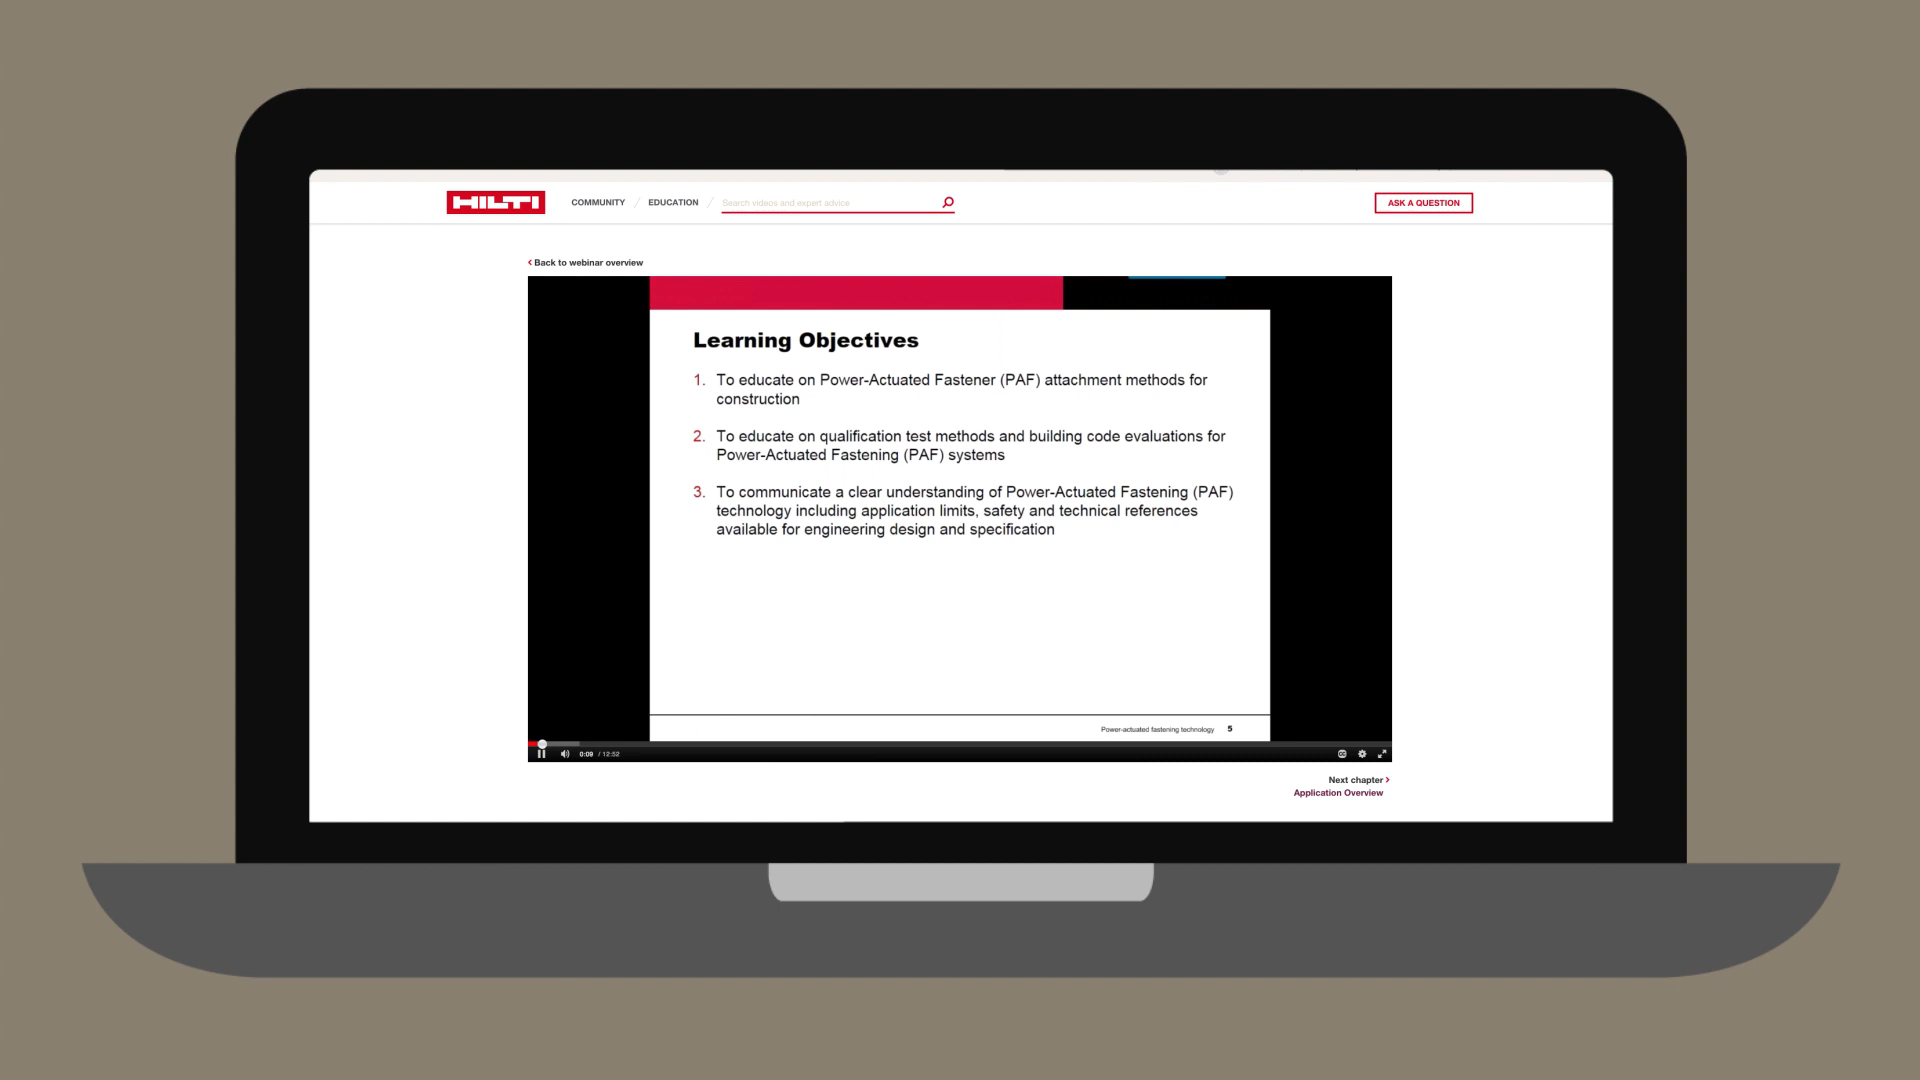 HILTI
COMMUNITY / EDUCATION / Search videos and expert advice
ASK A QUESTION
Back to webinar overview
Learning Objectives
1. To educate on Power-Actuated Fastener (PAF) attachment methods for
construction
2. To educate on qualification test methods and building code evaluations for
Power-Actuated Fastening (PAF) systems
3. To communicate a clear understanding of Power-Actuated Fastening (PAF)
technology including application limits, safety and technical references
available for engineering design and specification
Power-actuated fastening technology 5
0:09 / 12:52
CC
Next chapter
Application Overview